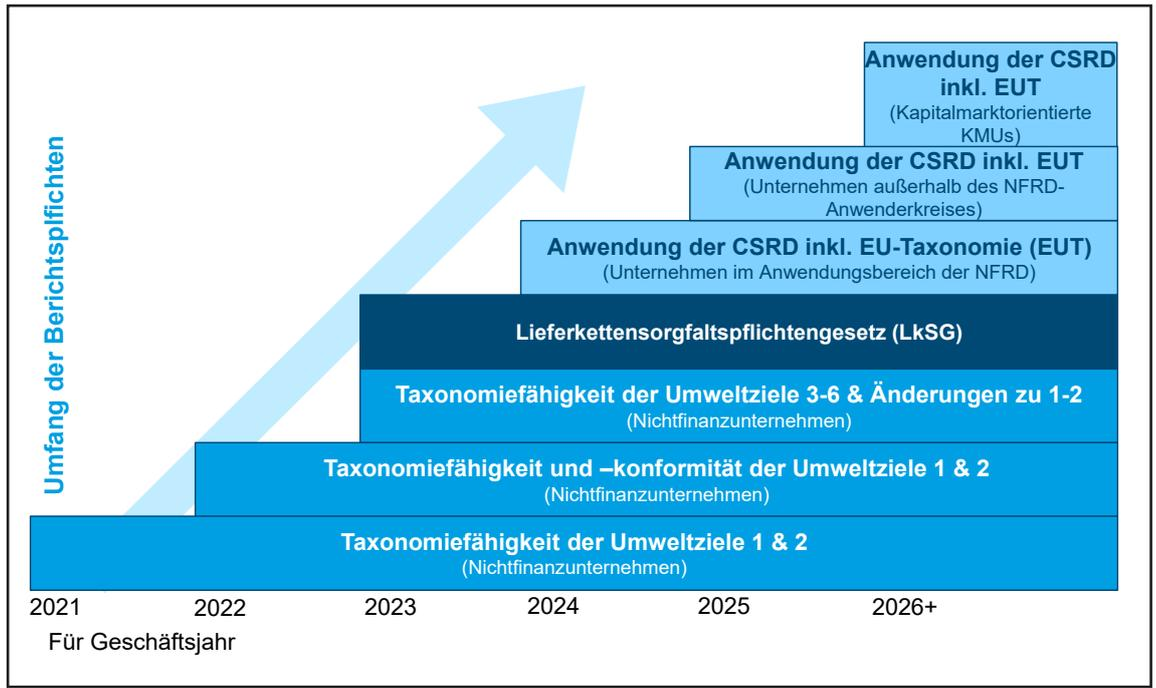 Anwendung der CSRD
inkl. EUT
(Kapitalmarktorientierte
KMUs)
Anwendung der CSRD inkl. EUT
(Unternehmen außerhalb des NFRD-
Anwenderkreises)
Anwendung der CSRD inkl. EU-Taxonomie (EUT)
(Unternehmen im Anwendungsbereich der NFRD)
Lieferkettensorgfaltspflichtengesetz (LkSG)
Taxonomiefähigkeit der Umweltziele 3-6 & Änderungen zu 1-2
(Nichtfinanzunternehmen)
Taxonomiefähigkeit und –konformität der Umweltziele 1 & 2
(Nichtfinanzunternehmen)
Taxonomiefähigkeit der Umweltziele 1 & 2
(Nichtfinanzunternehmen)
Umfang der Berichtsplfichten
2021 2022 2023 2024 2025 2026+
Für Geschäftsjahr